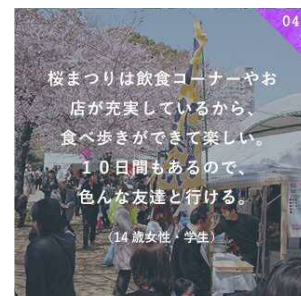 04
桜まつりは飲食コーナーやお
店が充実しているから、
食べ歩きができて楽しい。
１０日間もあるので、
色んな友達と行ける。
（14歳女性・学生）